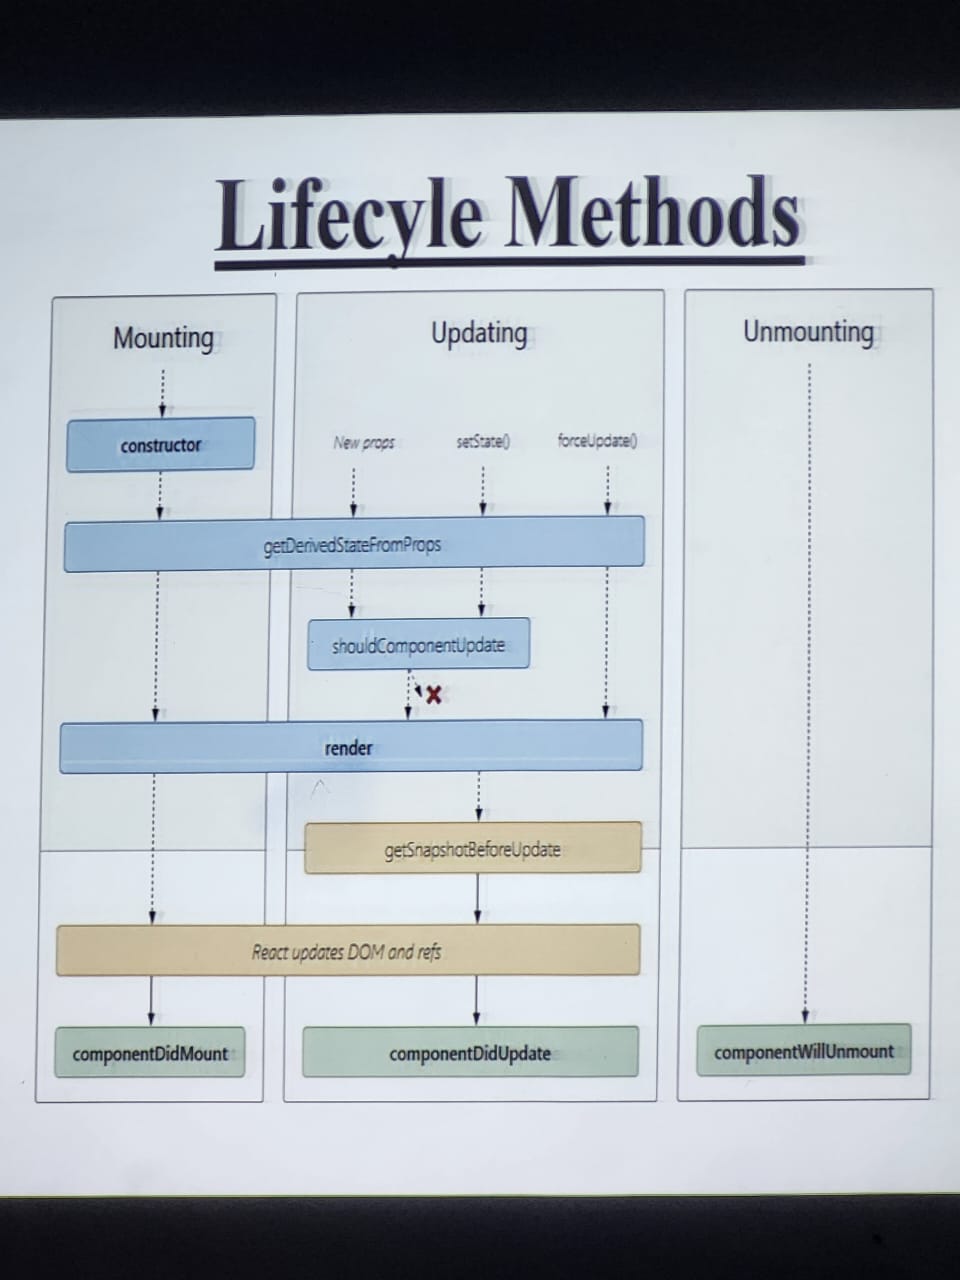 Lifecyle Methods
Mounting
Updating
Unmounting
constructor
New props
setState()
forceUpdate()
getDerivedStateFromProps
shouldComponentUpdate
render
getSnapshotBeforeUpdate
React updates DOM and refs
componentDidMount
componentDidUpdate
componentWillUnmount